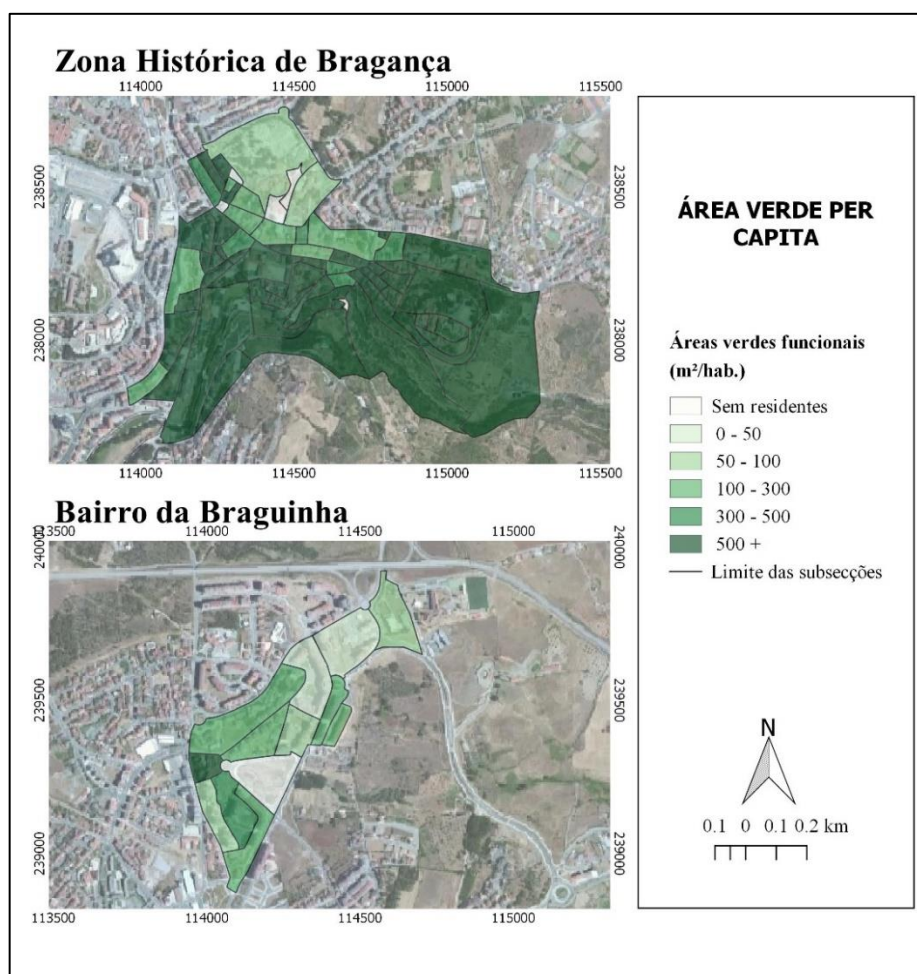 Zona Histórica de Bragança
114000 114500 115000 115500
238500 238500
238000 238000
114000 114500 115000 115500
Bairro da Braguinha
113500 114000 114500 115000
240000 240000
239500 239500
239000 239000
113500 114000 114500 115000
ÁREA VERDE PER
CAPITA
Áreas verdes funcionais
(m²/hab.)
Sem residentes
0 - 50
50 - 100
100 - 300
300 - 500
500 +
Limite das subsecções
N
0.1 0 0.1 0.2 km